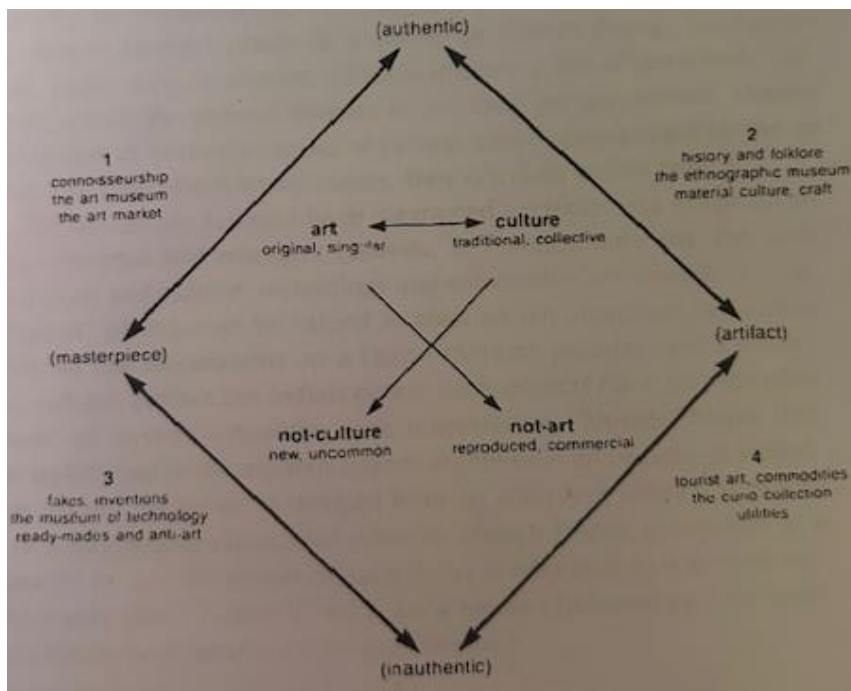 (authentic)
1
connoisseurship
the art museum
the art market
2
history and folklore
the ethnographic museum
material culture, craft
art
original, singular
culture
traditional, collective
(masperpiece)
(artifact)
not-culture
new, uncommon
not-art
reproduced, commercial
3
fakes, inventions
the museum of technology
ready-mades and anti-art
4
tourist art, commodities
the curio collection
utilities
(inauthentic)